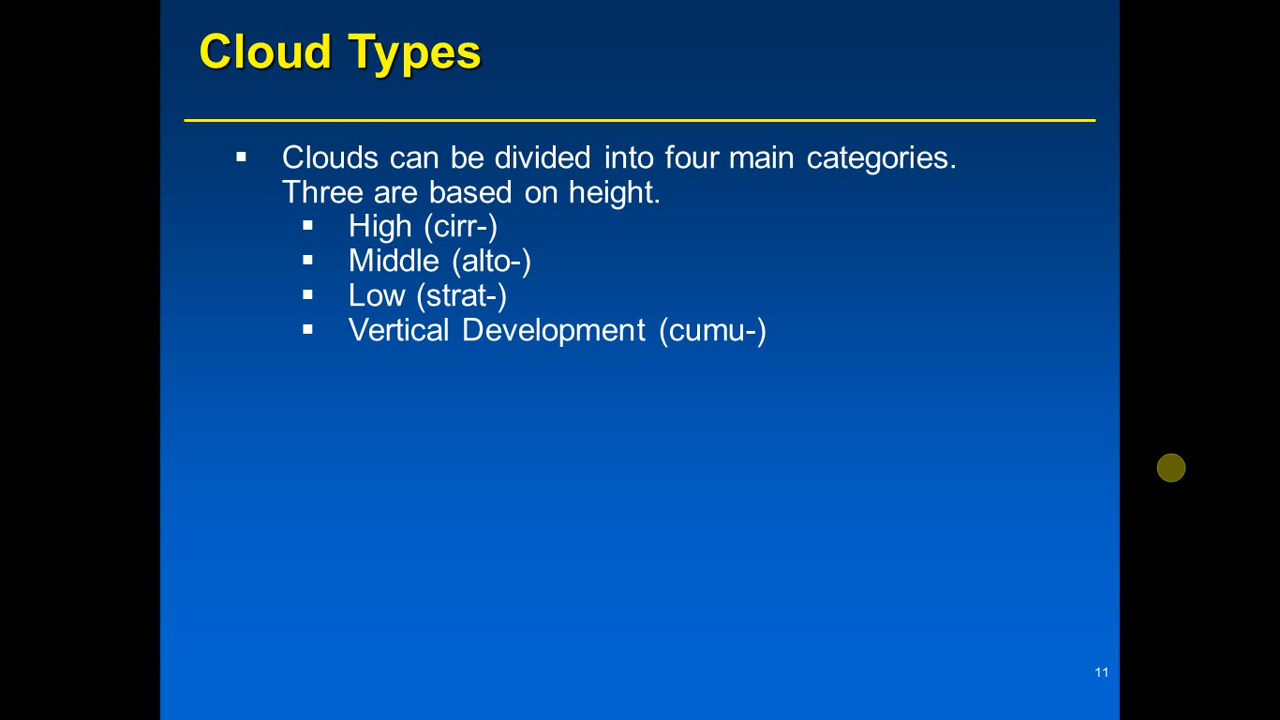 Cloud Types
▪ Clouds can be divided into four main categories.
Three are based on height.
▪ High (cirr-)
▪ Middle (alto-)
▪ Low (strat-)
▪ Vertical Development (cumu-)
11